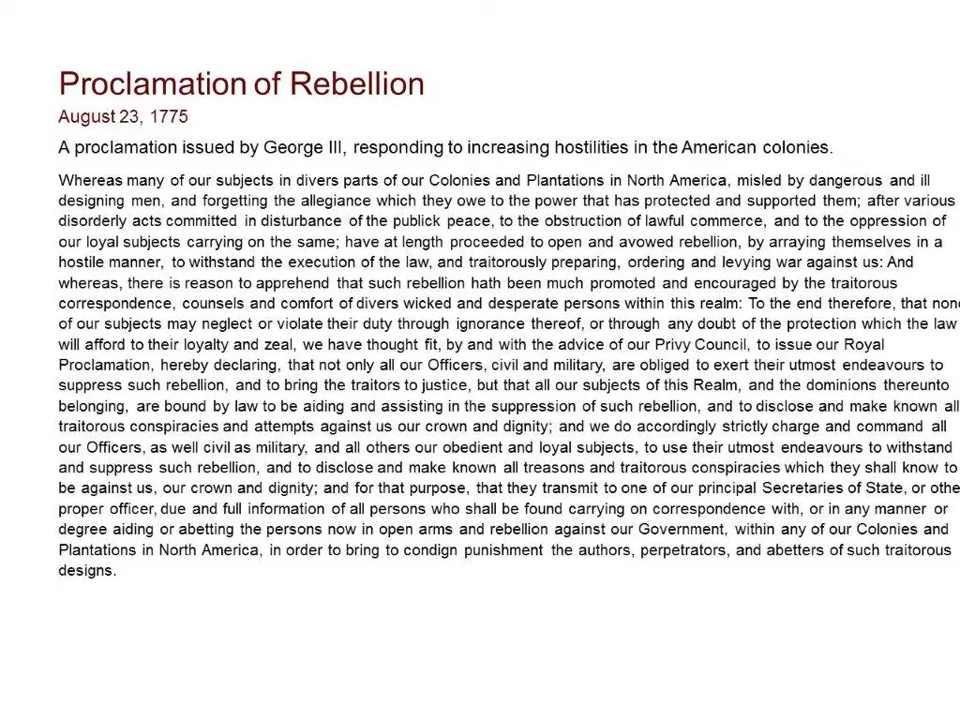 Proclamation of Rebellion
August 23, 1775
A proclamation issued by George III, responding to increasing hostilities in the American colonies.
Whereas many of our subjects in divers parts of our Colonies and Plantations in North America, misled by dangerous and ill
designing men, and forgetting the allegiance which they owe to the power that has protected and supported them; after various
disorderly acts committed in disturbance of the publick peace, to the obstruction of lawful commerce, and to the oppression of
our loyal subjects carrying on the same; have at length proceeded to open and avowed rebellion, by arraying themselves in a
hostile manner, to withstand the execution of the law, and traitorously preparing, ordering and levying war against us: And
whereas, there is reason to apprehend that such rebellion hath been much promoted and encouraged by the traitorous
correspondence, counsels and comfort of divers wicked and desperate persons within this realm: To the end therefore, that non
of our subjects may neglect or violate their duty through ignorance thereof, or through any doubt of the protection which the law
will afford to their loyalty and zeal, we have thought fit, by and with the advice of our Privy Council, to issue our Royal
Proclamation, hereby declaring, that not only all our Officers, civil and military, are obliged to exert their utmost endeavours to
suppress such rebellion, and to bring the traitors to justice, but that all our subjects of this Realm, and the dominions thereunto
belonging, are bound by law to be aiding and assisting in the suppression of such rebellion, and to disclose and make known all
traitorous conspiracies and attempts against us our crown and dignity; and we do accordingly strictly charge and command all
our Officers, as well civil as military, and all others our obedient and loyal subjects, to use their utmost endeavours to withstand
and suppress such rebellion, and to disclose and make known all treasons and traitorous conspiracies which they shall know to
be against us, our crown and dignity; and for that purpose, that they transmit to one of our principal Secretaries of State, or othe
proper officer, due and full information of all persons who shall be found carrying on correspondence with, or in any manner or
degree aiding or abetting the persons now in open arms and rebellion against our Government, within any of our Colonies and
Plantations in North America, in order to bring to condign punishment the authors, perpetrators, and abetters of such traitorous
designs.